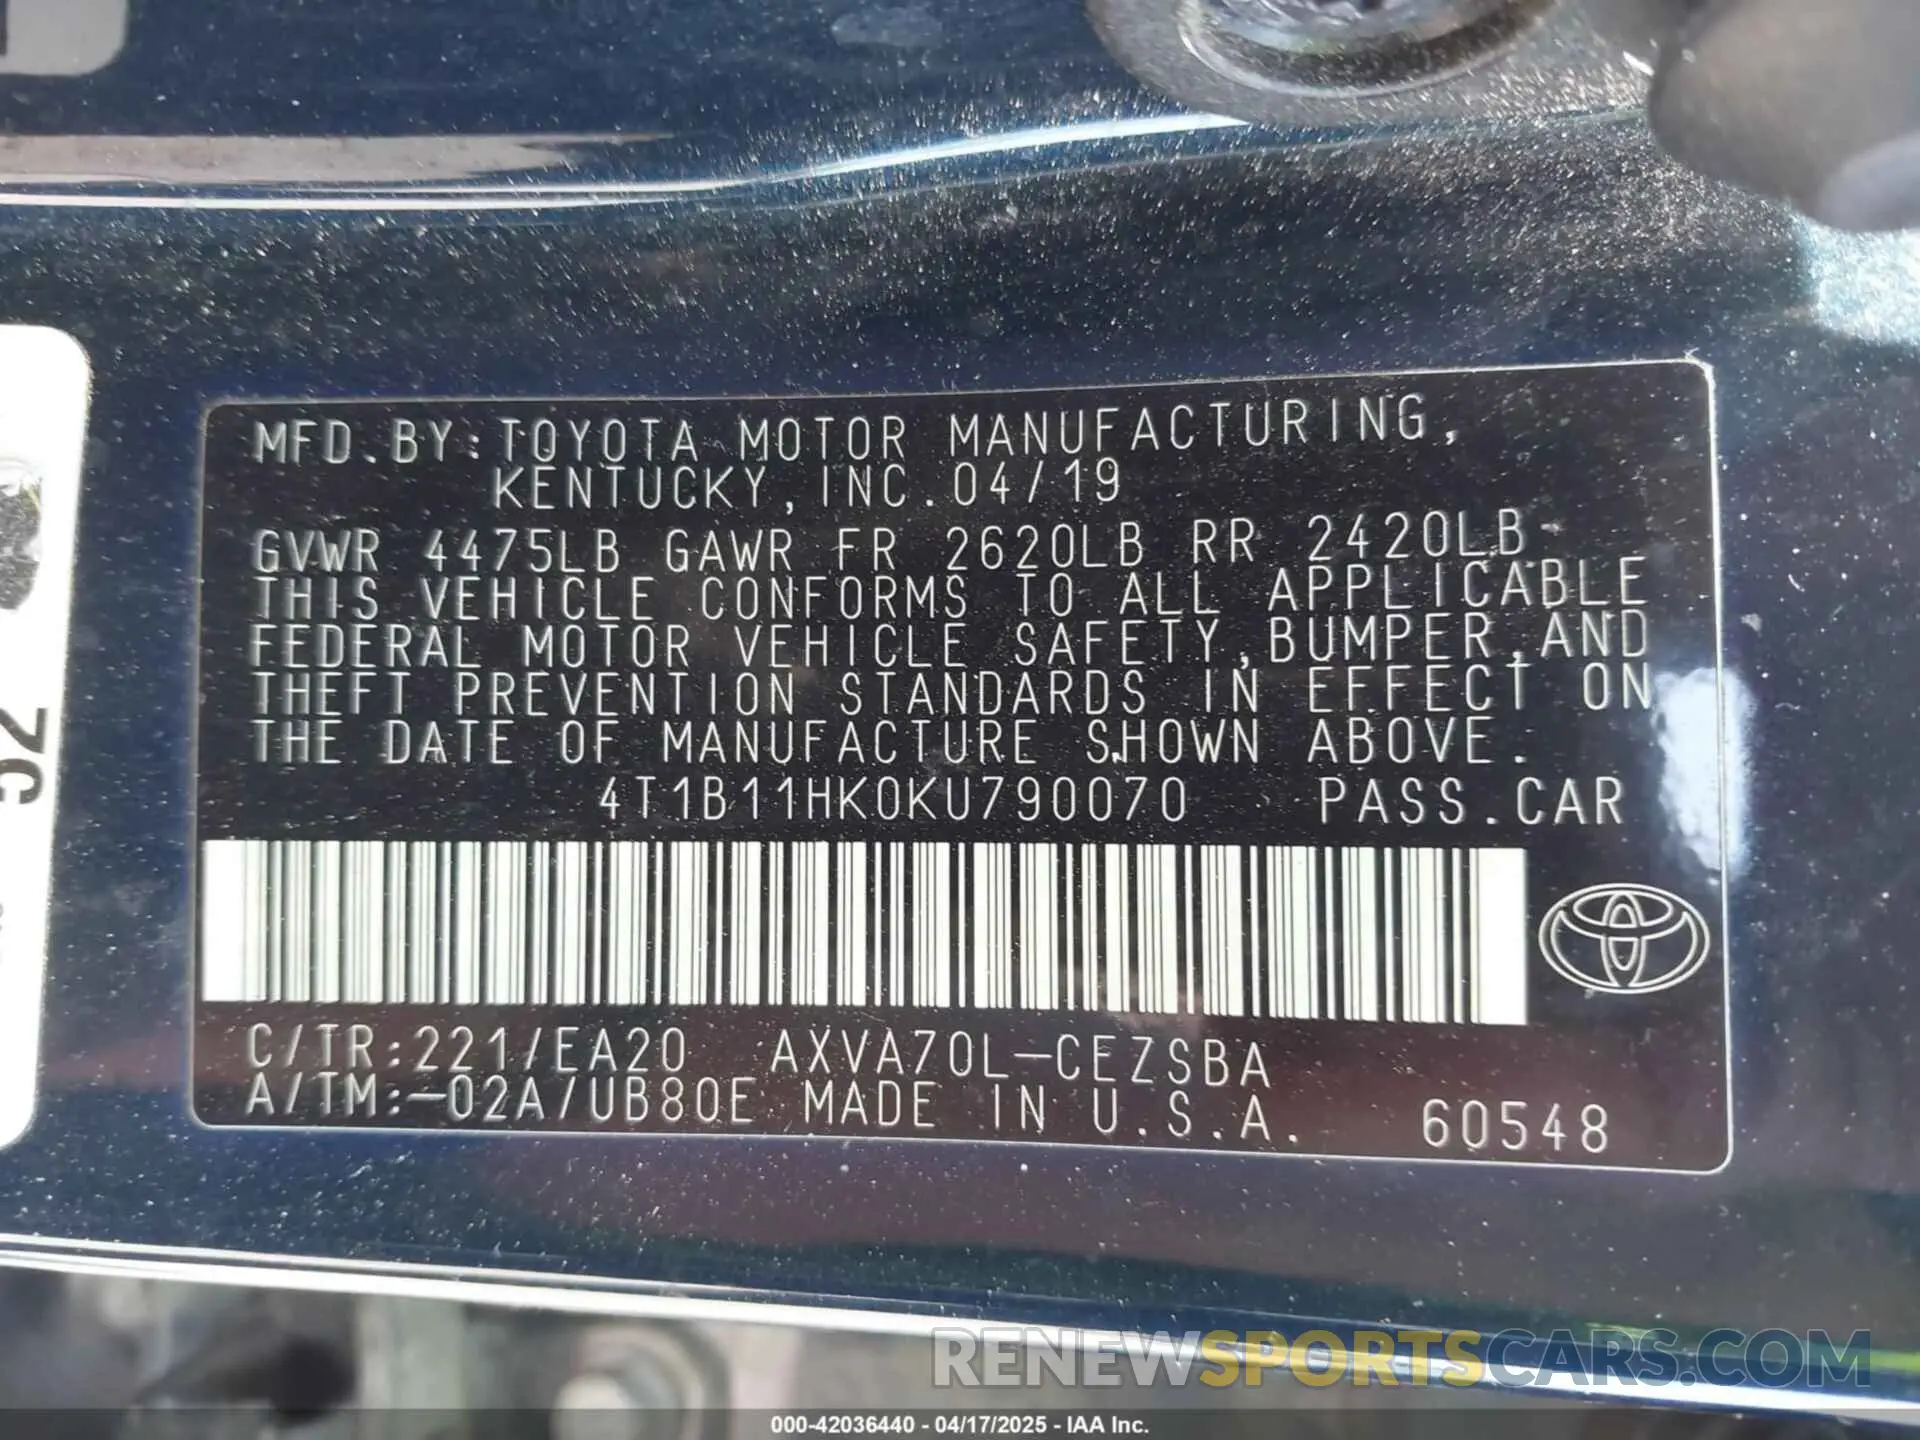 MFD.BY:TOYOTA MOTOR MANUFACTURING,
KENTUCKY,INC.04/19
GVWR 4475LB GAWR FR 2620LB RR 2420LB
THIS VEHICLE CONFORMS TO ALL APPLICABLE
FEDERAL MOTOR VEHICLE SAFETY,BUMPER,AND
THEFT PREVENTION STANDARDS IN EFFECT ON
THE DATE OF MANUFACTURE SHOWN ABOVE.
4T1B11HK0KU790070 PASS.CAR
C/TR:221/EA20 AXVA70L-CEZSBA
A/TM:-02A/UB80E MADE IN U.S.A. 60548
52
RENEWSPORTSCARS.COM
000-42036440 - 04/17/2025 - IAA Inc.